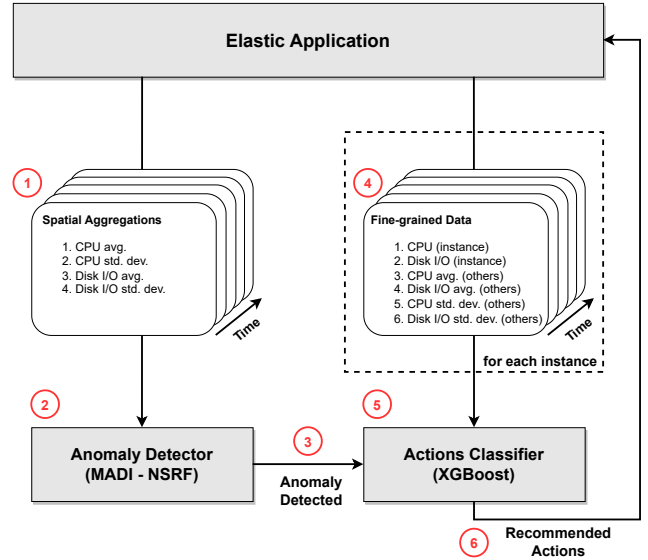 Elastic Application
1
Spatial Aggregations
1. CPU avg.
2. CPU std. dev.
3. Disk I/O avg.
4. Disk I/O std. dev.
Time
4
Fine-grained Data
1. CPU (instance)
2. Disk I/O (instance)
3. CPU avg. (others)
4. Disk I/O avg. (others)
5. CPU std. dev. (others)
6. Disk I/O std. dev. (others)
Time
for each instance
2
Anomaly Detector
(MADI - NSRF)
3
Anomaly
Detected
5
Actions Classifier
(XGBoost)
6
Recommended
Actions